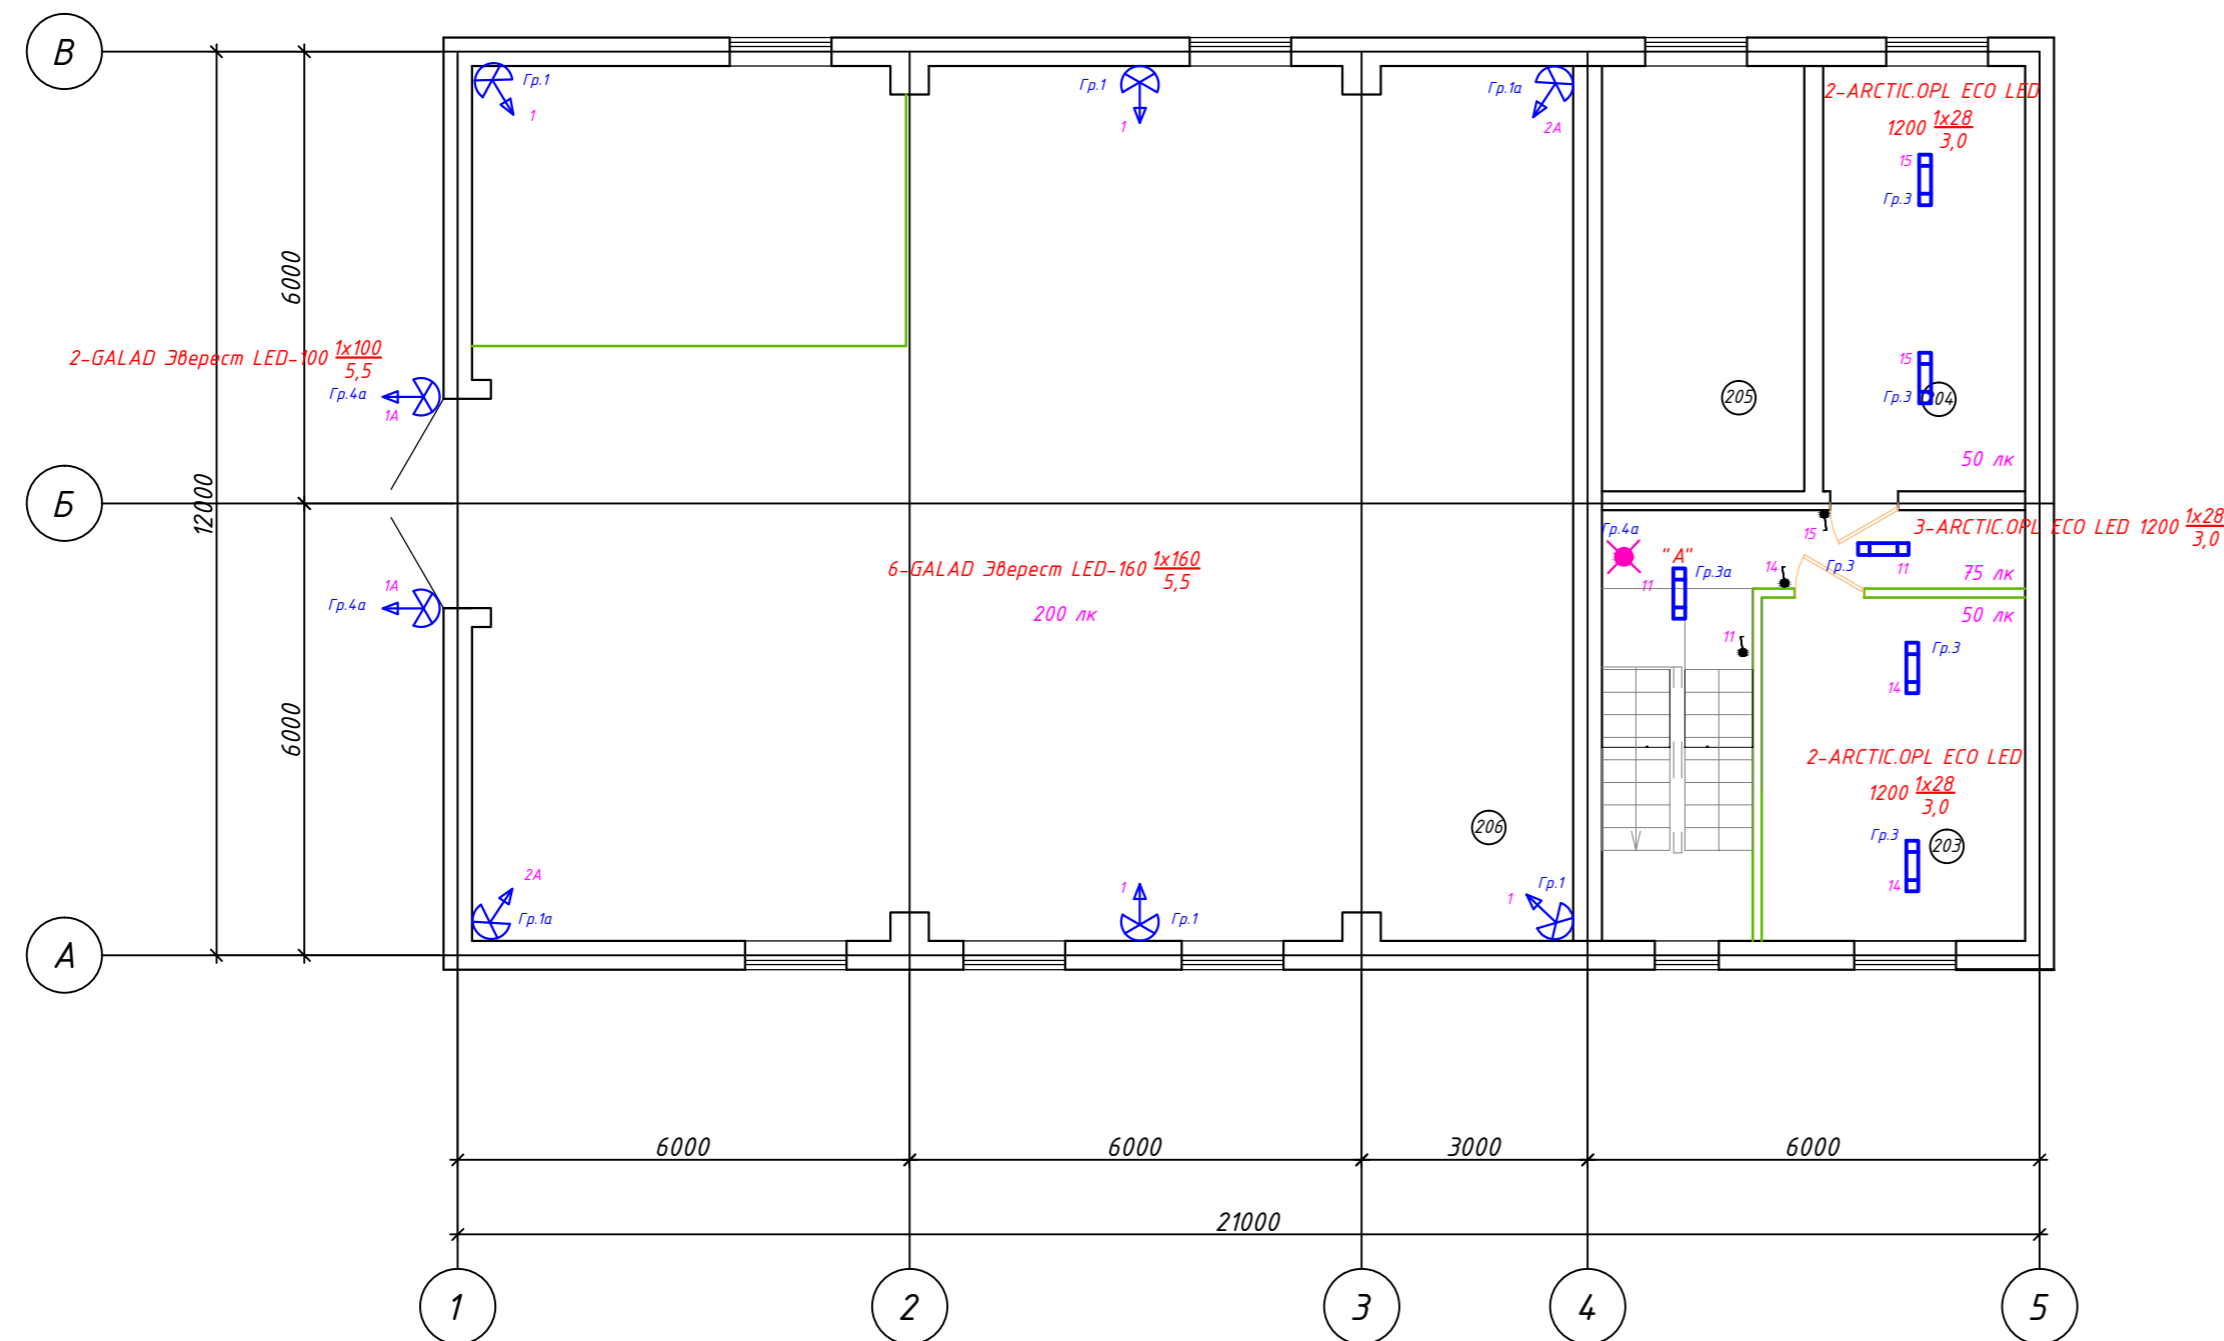 В
Гр.1
1
Гр.1
1
Гр.1а
2А
2-ARCTIC.OPL ECO LED
1200 1x28
3,0
15
Гр.3
6000
2-GALAD Эверест LED-100 1x100
5,5
Гр.4а
1А
205
15
Гр.3
204
50 лк
Б
12000
6-GALAD Эверест LED-160 1x160
5,5
200 лк
Гр.4а
1А
Гр.4а
"А"
11
Гр.3а
14
15
3-ARCTIC.OPL ECO LED 1200 1x28
3,0
Гр.3
11
75 лк
50 лк
11
Гр.3
14
6000
2-ARCTIC.OPL ECO LED
1200 1x28
3,0
206
Гр.3
203
14
2А
Гр.1а
1
Гр.1
1
Гр.1
А
6000
6000
3000
6000
21000
1
2
3
4
5